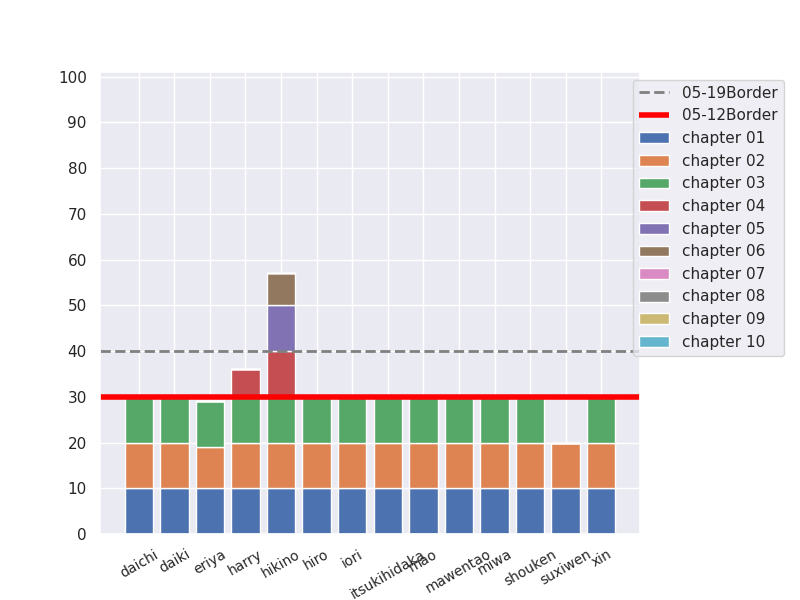 100
90
80
70
60
50
40
30
20
10
0
daichi
daiki
eriya
harry
hikino
hiro
iori
itsukihidaka
mao
mawentao
miwa
shouken
suxiwen
xin
05-19Border
05-12Border
chapter 01
chapter 02
chapter 03
chapter 04
chapter 05
chapter 06
chapter 07
chapter 08
chapter 09
chapter 10